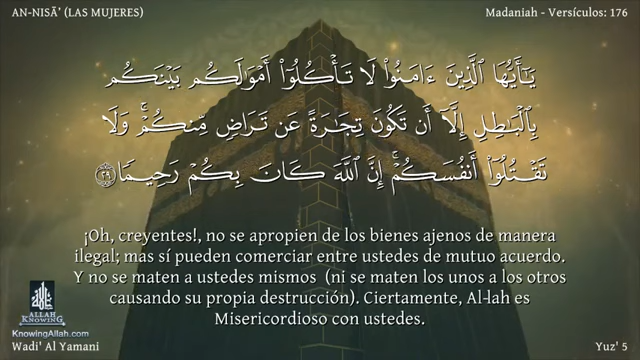 AN-NISĀ’ (LAS MUJERES)
Madaniah - Versículos: 176
يَـٰٓأَيُّهَا ٱلَّذِينَ ءَامَنُوا۟ لَا تَأْكُلُوٓا۟ أَمْوَٰلَكُم بَيْنَكُم
بِٱلْبَـٰطِلِ إِلَّآ أَن تَكُونَ تِجَـٰرَةً عَن تَرَاضٍ مِّنكُمْ ۚ وَلَا
تَقْتُلُوٓا۟ أَنفُسَكُمْ ۚ إِنَّ ٱللَّهَ كَانَ بِكُمْ رَحِيمًا ٢٩
¡Oh, creyentes!, no se apropien de los bienes ajenos de manera
ilegal; mas sí pueden comerciar entre ustedes de mutuo acuerdo.
Y no se maten a ustedes mismos (ni se maten los unos a los otros
causando su propia destrucción). Ciertamente, Al-lah es
Misericordioso con ustedes.
ALLAH
KNOWING
KnowingAllah.com
Wadi' Al Yamani
Yuz' 5